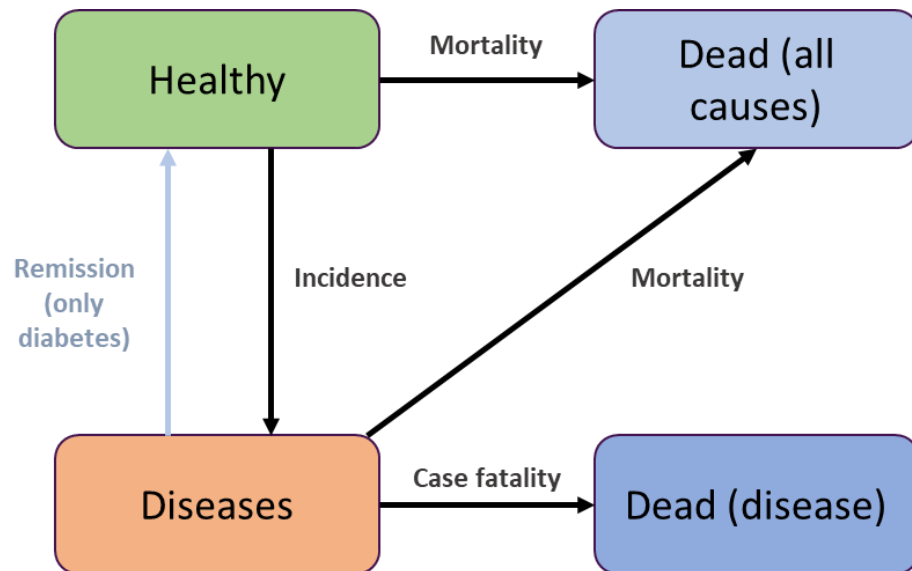 Mortality
Healthy
Dead (all
causes)
Remission
(only
diabetes)
Incidence
Mortality
Case fatality
Diseases
Dead (disease)